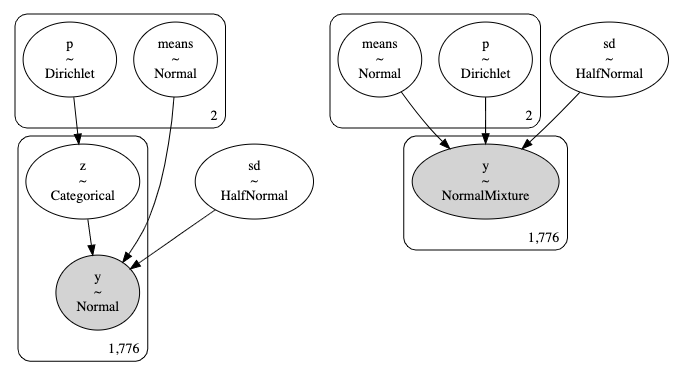 p
~
Dirichlet
means
~
Normal
2
z
~
Categorical
sd
~
HalfNormal
y
~
Normal
1,776
means
~
Normal
p
~
Dirichlet
2
sd
~
HalfNormal
y
~
NormalMixture
1,776